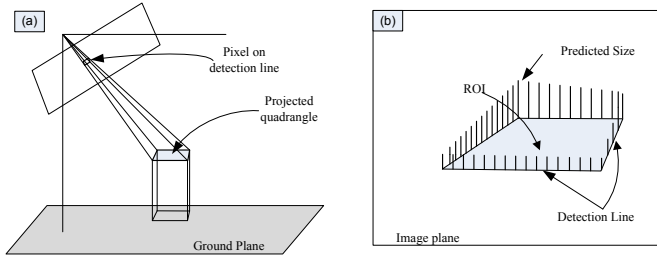 (a)
Pixel on
detection line
Projected
quadrangle
Ground Plane
(b)
Predicted Size
ROI
Detection Line
Image plane